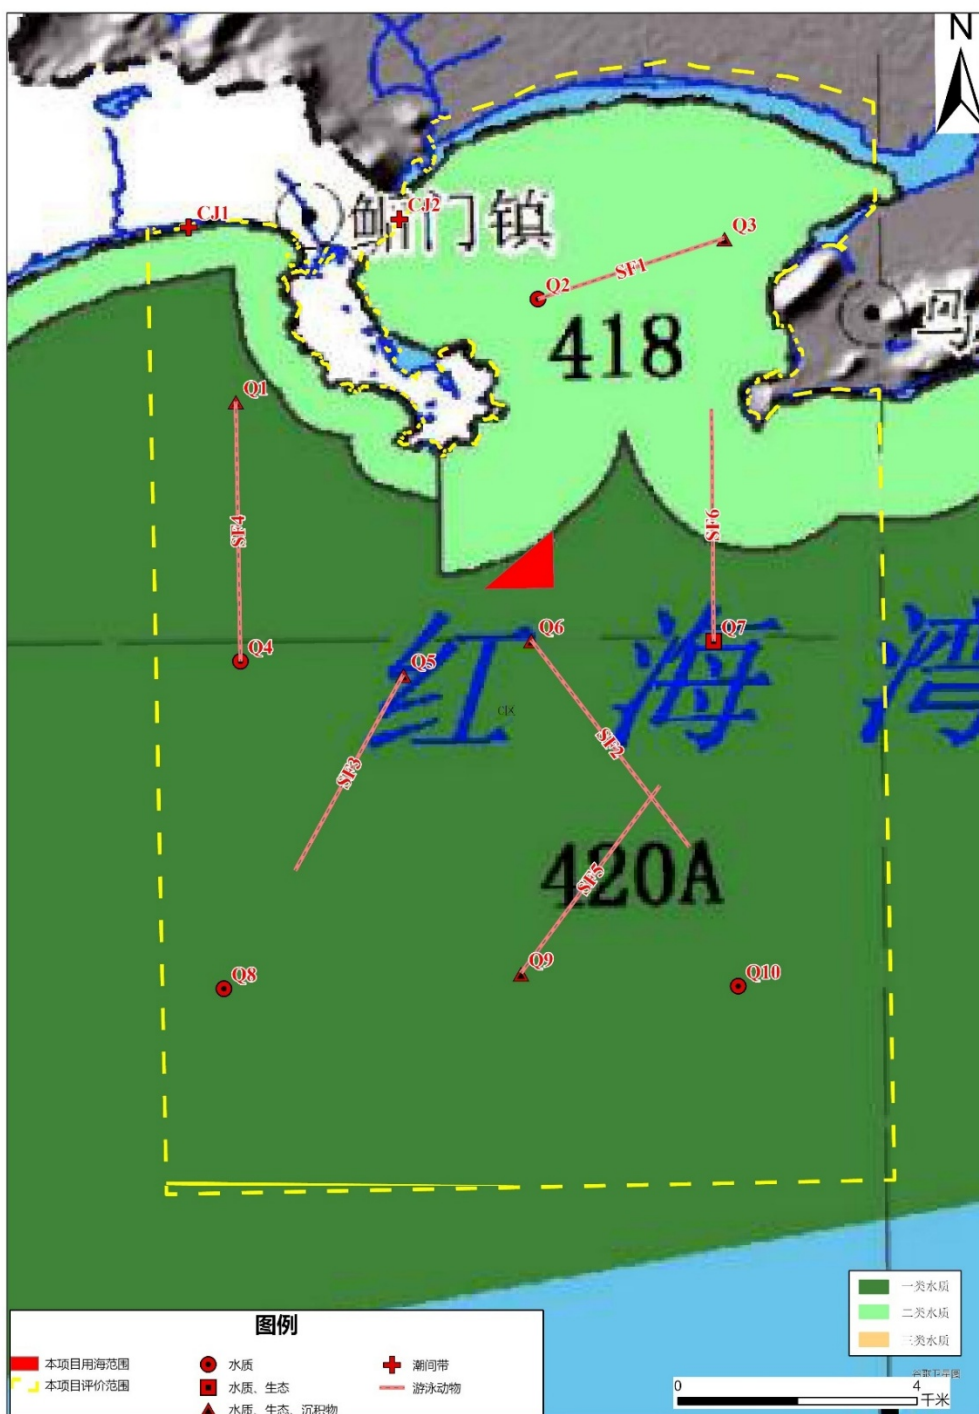 N
CJ1
CJ2
鲘门镇
Q3
SF1
Q2
418
Q1
SF4
SF6
Q4
Q6
Q7
Q5
红海湾
C区
SF2
SF3
420A
SF5
Q8
Q9
Q10
一类水质
二类水质
三类水质
图例
本项目用海范围
水质
潮间带
本项目评价范围
水质、生态
游泳动物
水质、生态、沉积物
0 4
千米